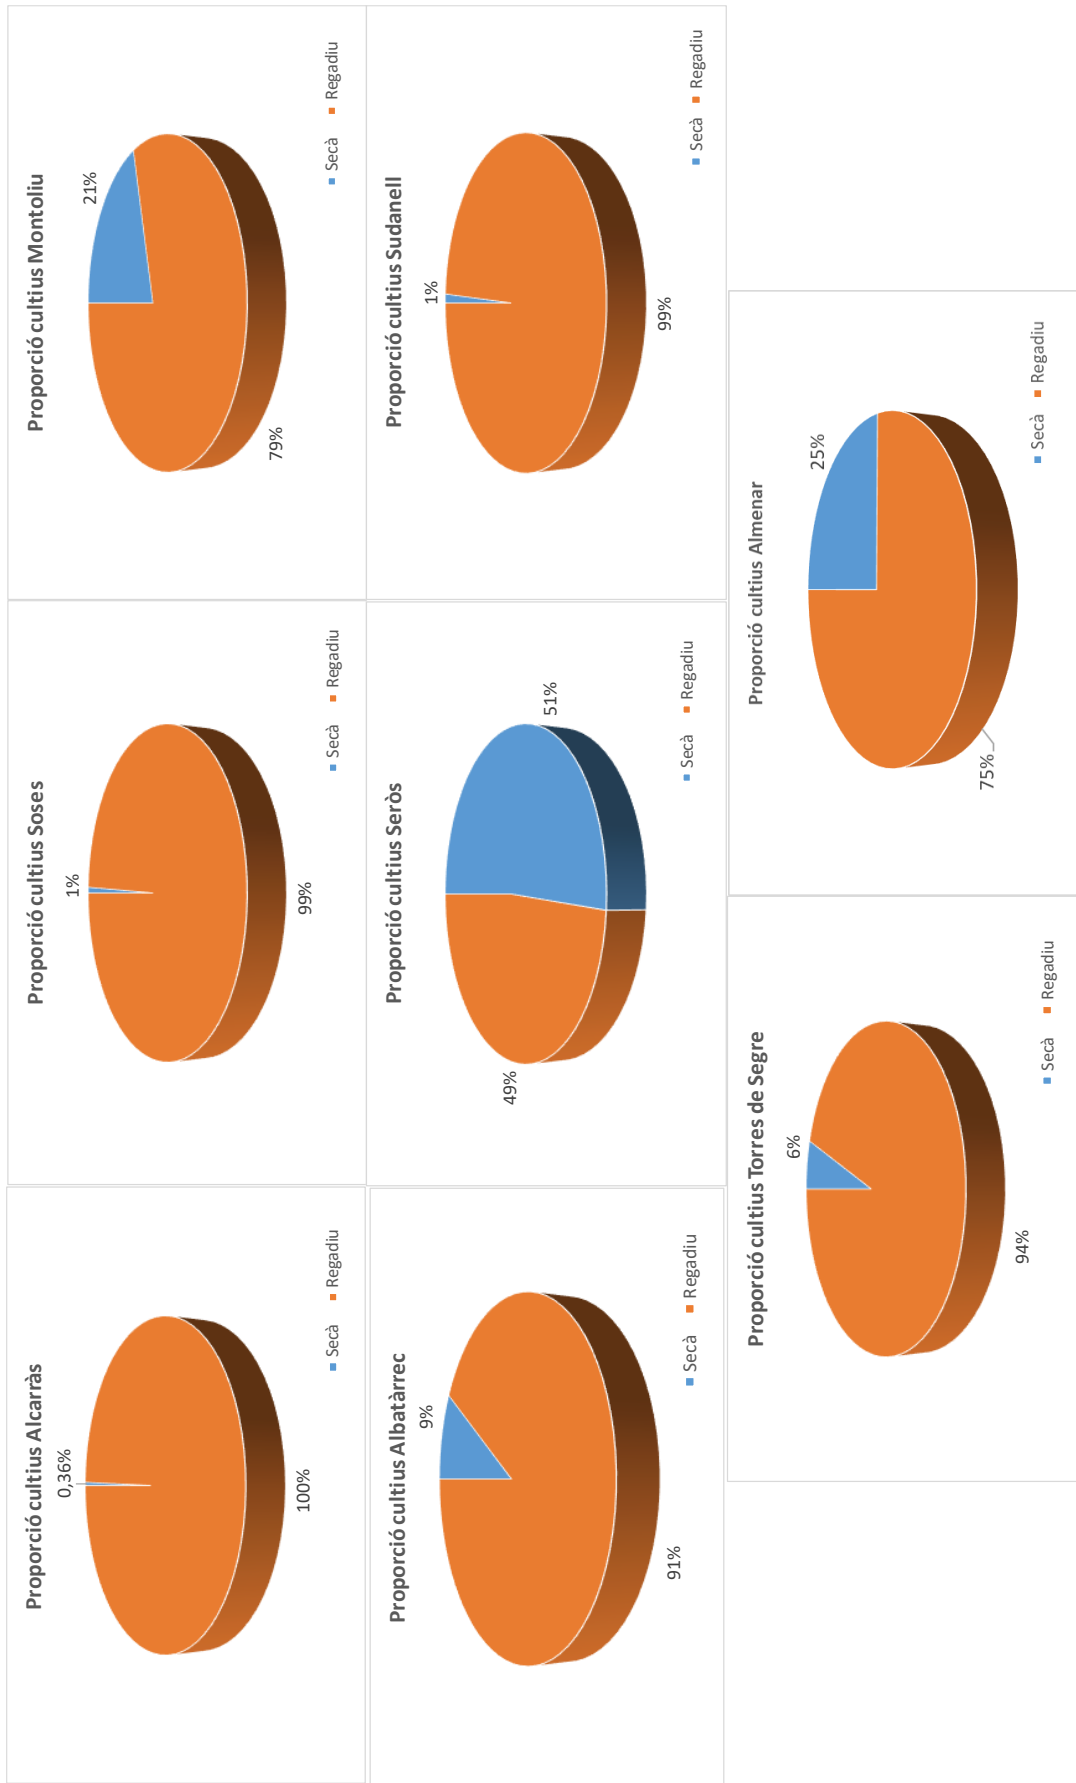 Proporció cultius Alcarràs
0,36%
100%
Secà Regadiu
Proporció cultius Soses
1%
99%
Secà Regadiu
Proporció cultius Montoliu
21%
79%
Secà Regadiu
Proporció cultius Albatàrrec
9%
91%
Secà Regadiu
Proporció cultius Seròs
49%
51%
Secà Regadiu
Proporció cultius Sudanell
1%
99%
Secà Regadiu
Proporció cultius Torres de Segre
6%
94%
Secà Regadiu
Proporció cultius Almenar
25%
75%
Secà Regadiu